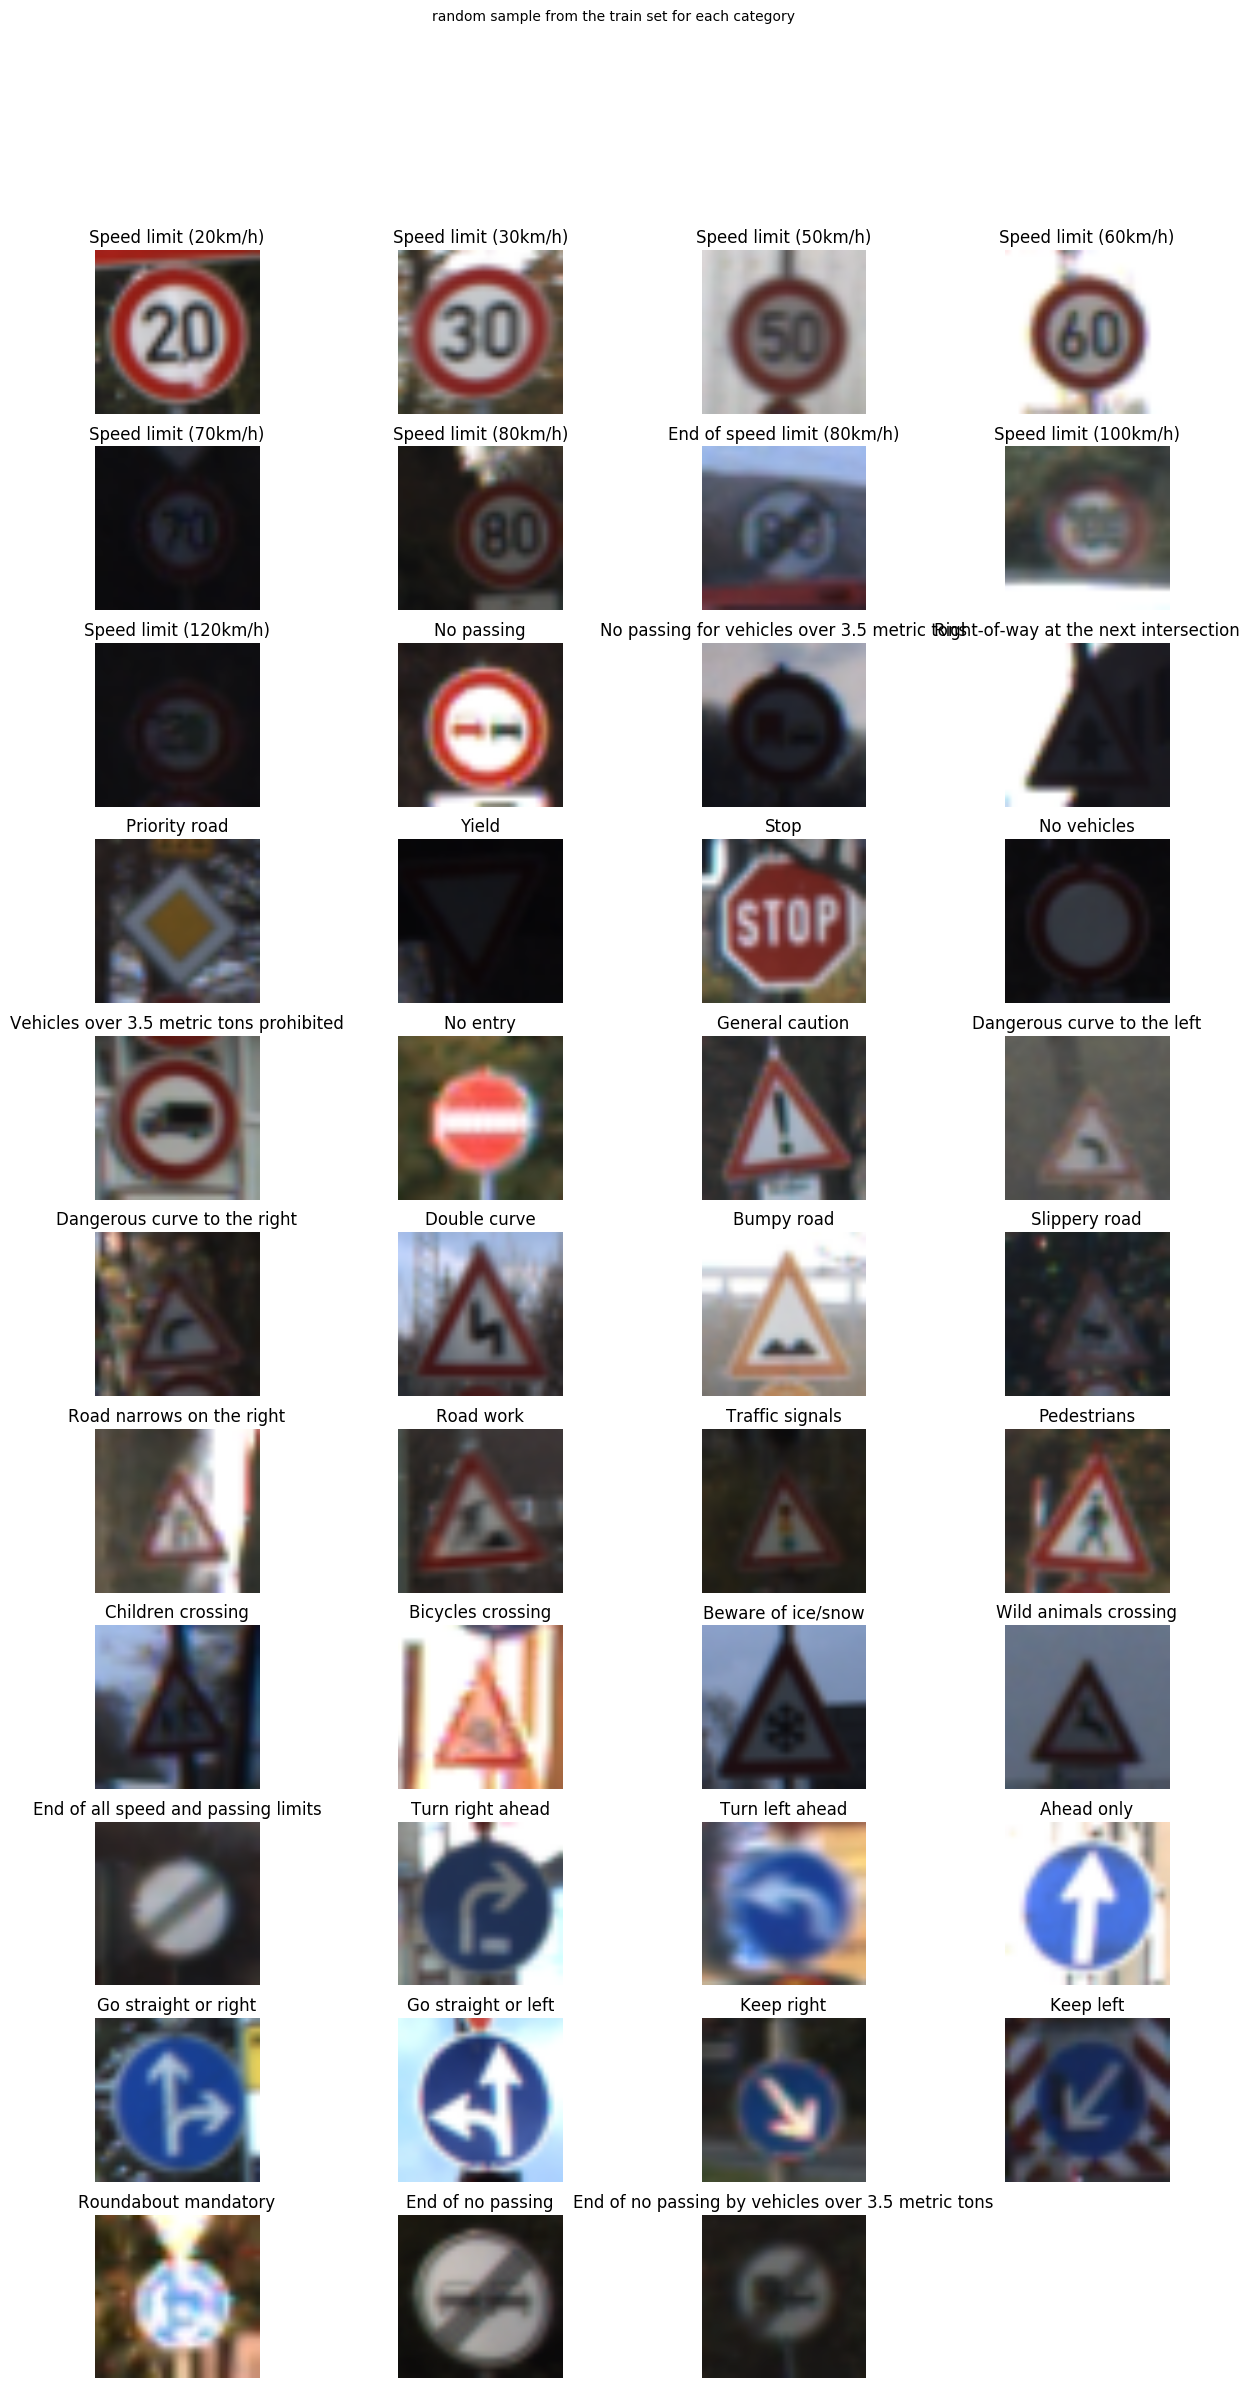 random sample from the train set for each category
Speed limit (20km/h)
Speed limit (30km/h)
Speed limit (50km/h)
Speed limit (60km/h)
20
30
50
60
Speed limit (70km/h)
Speed limit (80km/h)
End of speed limit (80km/h)
Speed limit (100km/h)
70
80
80
Speed limit (120km/h)
No passing
No passing for vehicles over 3.5 metric tons
Right-of-way at the next intersection
Priority road
Yield
Stop
No vehicles
STOP
Vehicles over 3.5 metric tons prohibited
No entry
General caution
Dangerous curve to the left
Dangerous curve to the right
Double curve
Bumpy road
Slippery road
Road narrows on the right
Road work
Traffic signals
Pedestrians
Children crossing
Bicycles crossing
Beware of ice/snow
Wild animals crossing
End of all speed and passing limits
Turn right ahead
Turn left ahead
Ahead only
Go straight or right
Go straight or left
Keep right
Keep left
Roundabout mandatory
End of no passing
End of no passing by vehicles over 3.5 metric tons